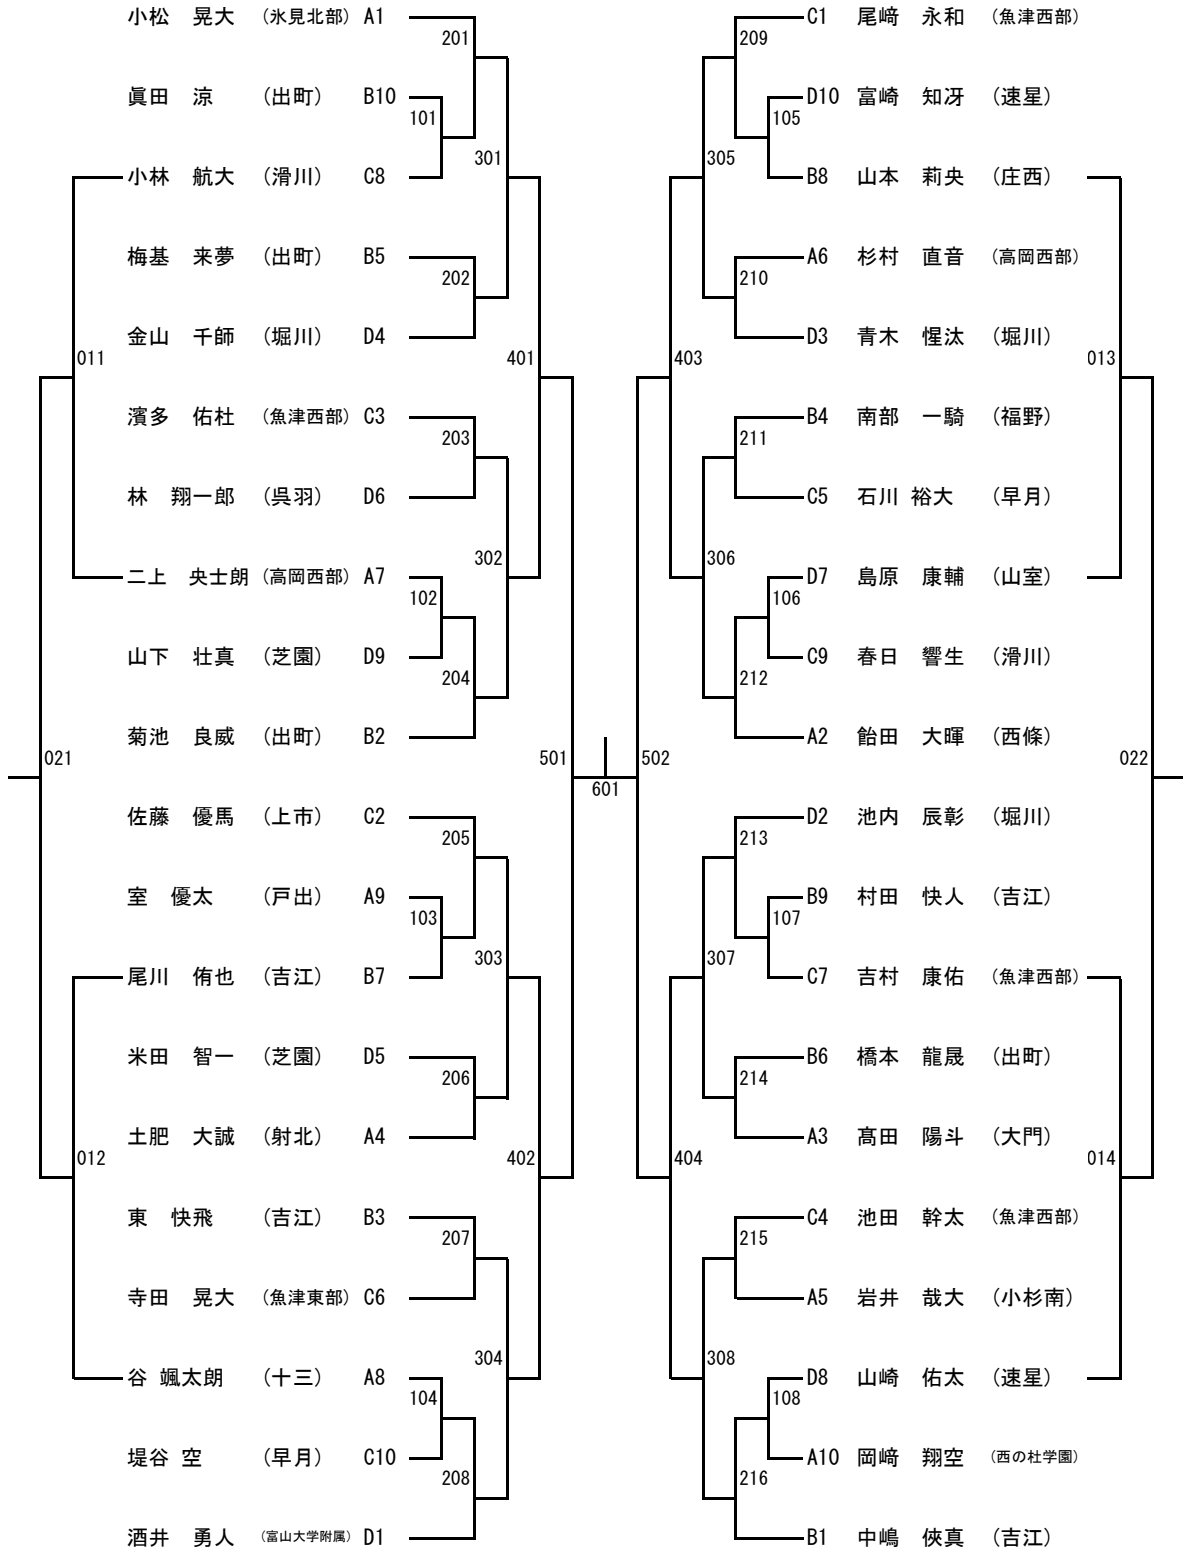 小松　晃大　(氷見北部)　A1
201
眞田　涼　(出町)　B10
101
小林　航大　(滑川)　C8
301
梅基　来夢　(出町)　B5
202
金山　千師　(堀川)　D4
011
401
濱多　佑杜　(魚津西部)　C3
203
林　翔一郎　(呉羽)　D6
302
二上　央士朗　(高岡西部)　A7
102
山下　壮真　(芝園)　D9
204
菊池　良威　(出町)　B2
021
501
佐藤　優馬　(上市)　C2
205
室　優太　(戸出)　A9
103
尾川　侑也　(吉江)　B7
303
米田　智一　(芝園)　D5
206
土肥　大誠　(射北)　A4
012
402
東　快飛　(吉江)　B3
207
寺田　晃大　(魚津東部)　C6
304
谷 颯太朗　(十三)　A8
104
堤谷 空　(早月)　C10
208
酒井　勇人　(富山大学附属)　D1
601
C1　尾﨑　永和　(魚津西部)
209
D10　富崎　知冴　(速星)
105
B8　山本　莉央　(庄西)
305
A6　杉村　直音　(高岡西部)
210
D3　青木　惺汰　(堀川)
403
013
B4　南部　一騎　(福野)
211
C5　石川 裕大　(早月)
306
D7　島原　康輔　(山室)
106
C9　春日　響生　(滑川)
212
A2　飴田　大暉　(西條)
502
022
D2　池内　辰彰　(堀川)
213
B9　村田　快人　(吉江)
107
C7　吉村　康佑　(魚津西部)
307
B6　橋本　龍晟　(出町)
214
A3　髙田　陽斗　(大門)
404
014
C4　池田　幹太　(魚津西部)
215
A5　岩井　哉大　(小杉南)
308
D8　山崎　佑太　(速星)
108
A10　岡﨑　翔空　(西の杜学園)
216
B1　中嶋　俠真　(吉江)